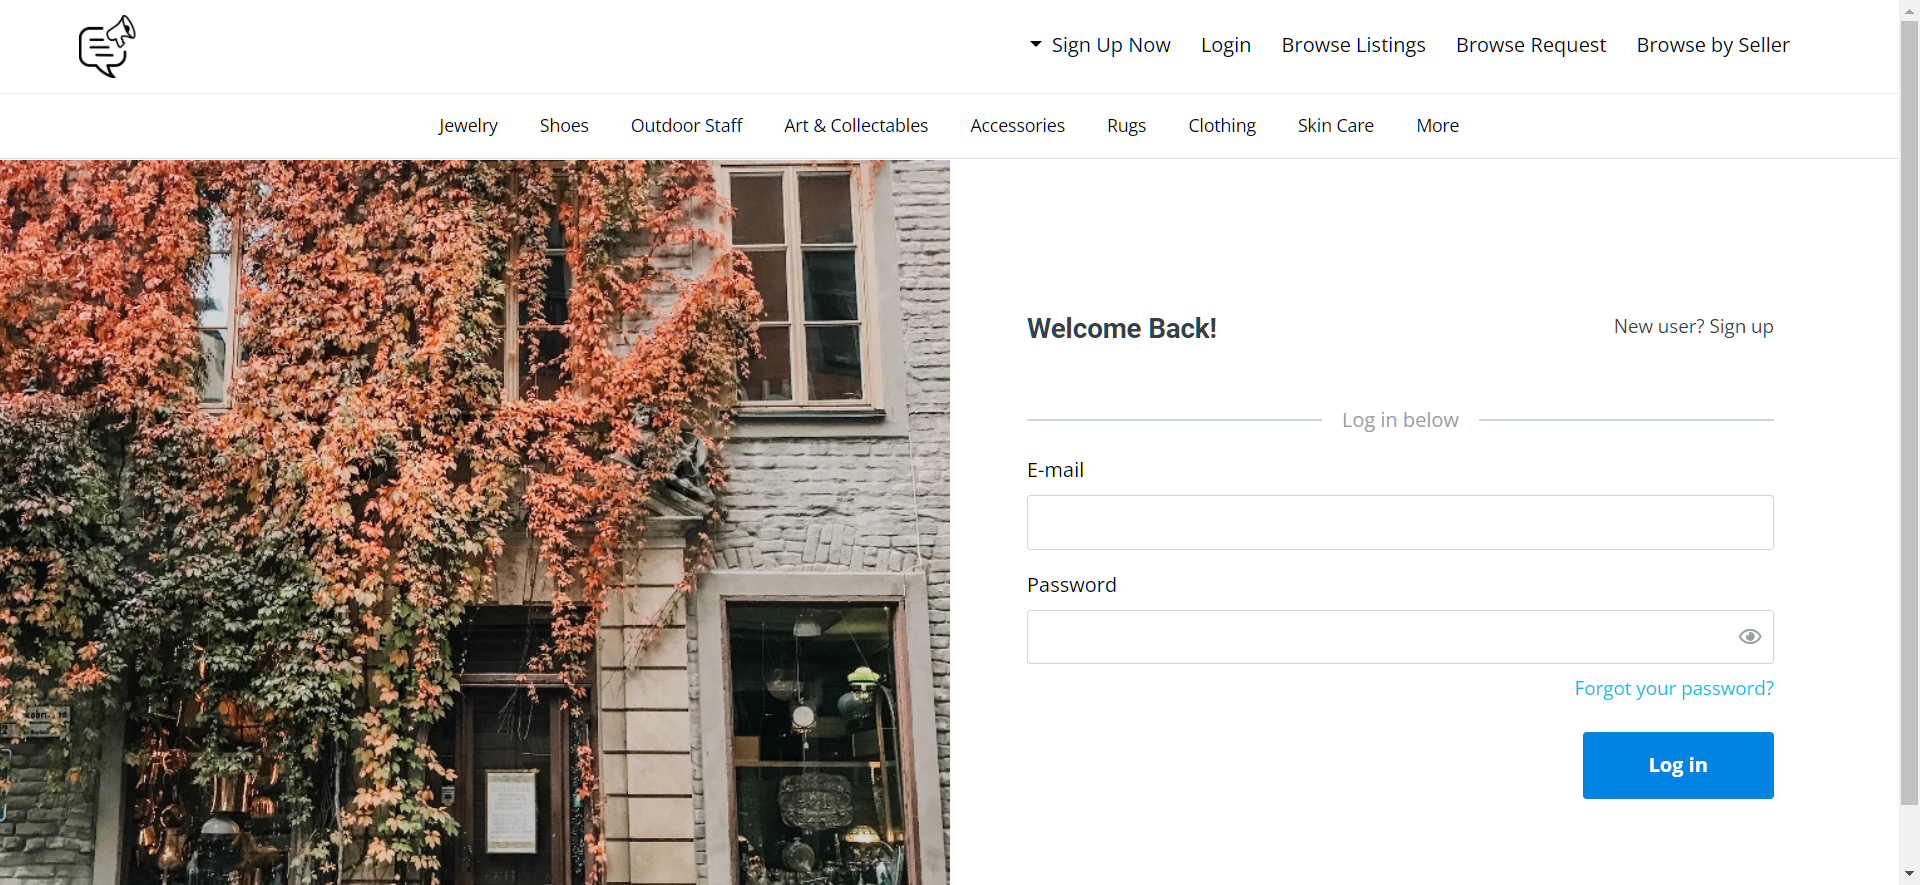 Sign Up Now Login Browse Listings Browse Request Browse by Seller
Jewelry Shoes Outdoor Staff Art & Collectables Accessories Rugs Clothing Skin Care More
Welcome Back!
New user? Sign up
Log in below
E-mail
Password
Forgot your password?
Log in